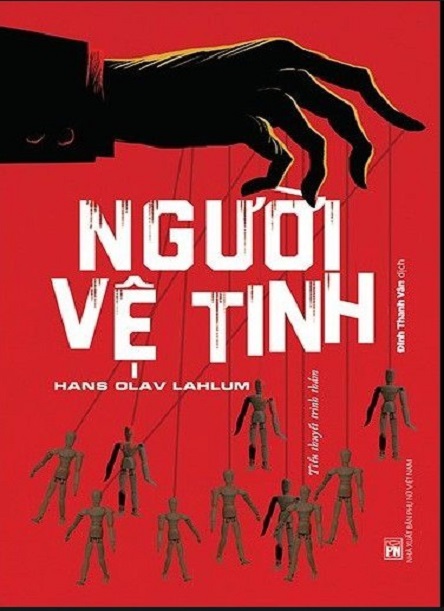 NGƯỜI
VỆ TINH
HANS OLAV LAHLUM
Tiểu thuyết trinh thám
Đinh Thanh Vân dịch
PN
NHÀ XUẤT BẢN PHỤ NỮ VIỆT NAM